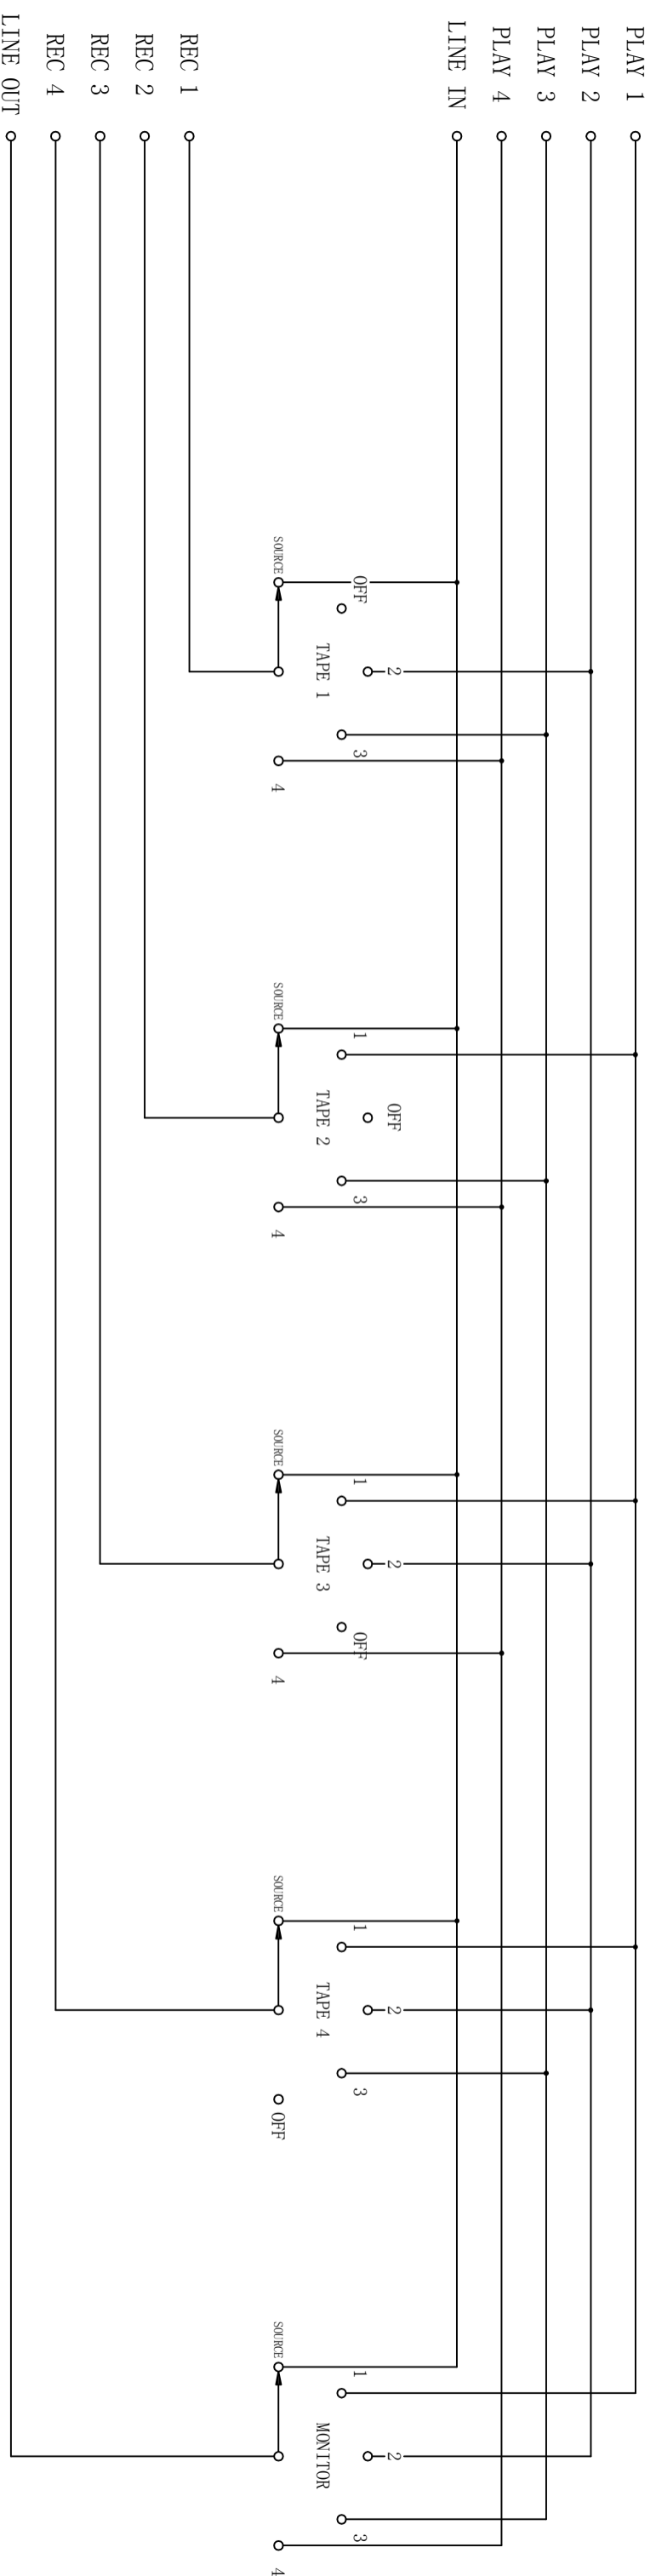 PLAY 1
PLAY 2
PLAY 3
PLAY 4
LINE IN
REC 1
REC 2
REC 3
REC 4
LINE OUT
SOURCE
OFF
2
3
4
TAPE 1
SOURCE
1
OFF
3
4
TAPE 2
SOURCE
1
2
OFF
4
TAPE 3
SOURCE
1
2
3
OFF
TAPE 4
SOURCE
1
2
3
4
MONITOR